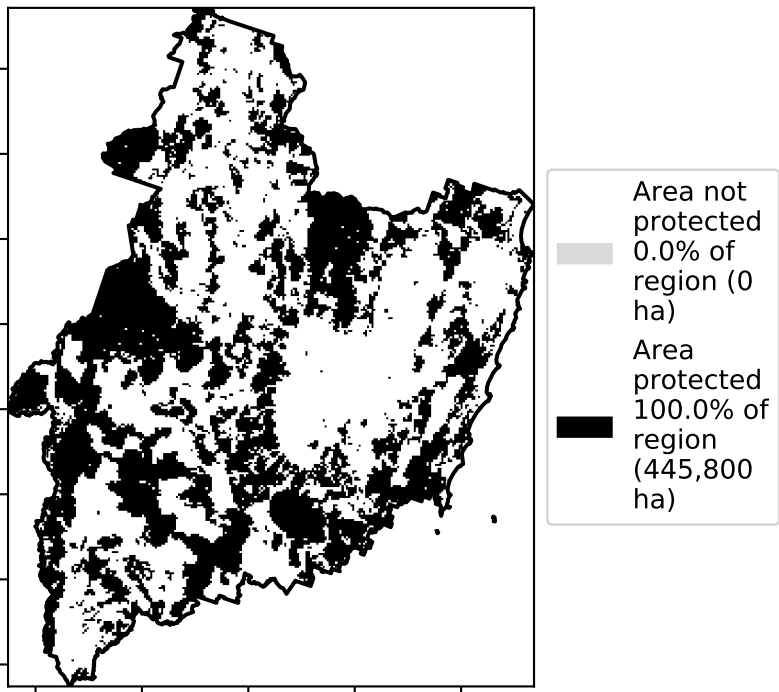 Area not
protected
0.0% of
region (0
ha)
Area
protected
100.0% of
region
(445,800
ha)